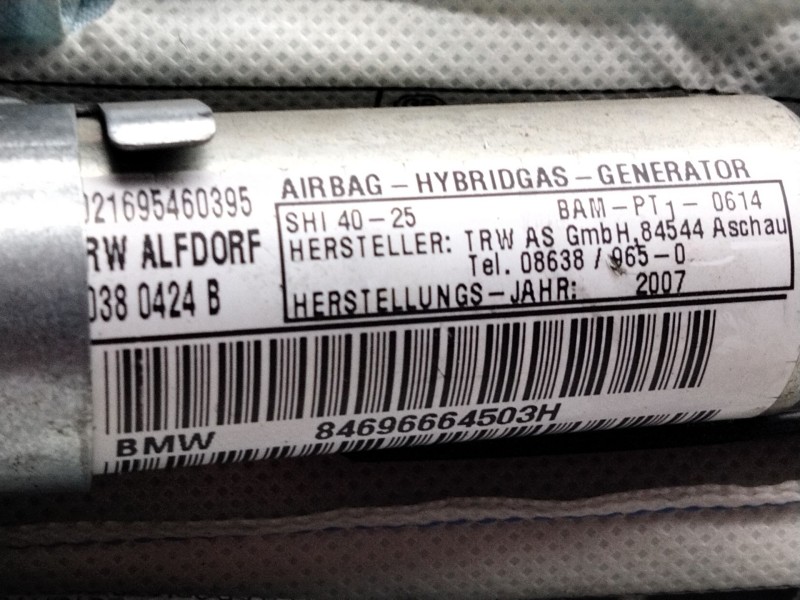 AIRBAG-HYBRIDGAS-GENERATOR
21695460395
SHI 40-25 BAM-PT1-0614
RW ALFDORF
HERSTELLER: TRW AS GmbH, 84544 Aschau
Tel. 08638 / 965-0
038 0424 B
HERSTELLUNGS-JAHR: 2007
BMW 84696664503H